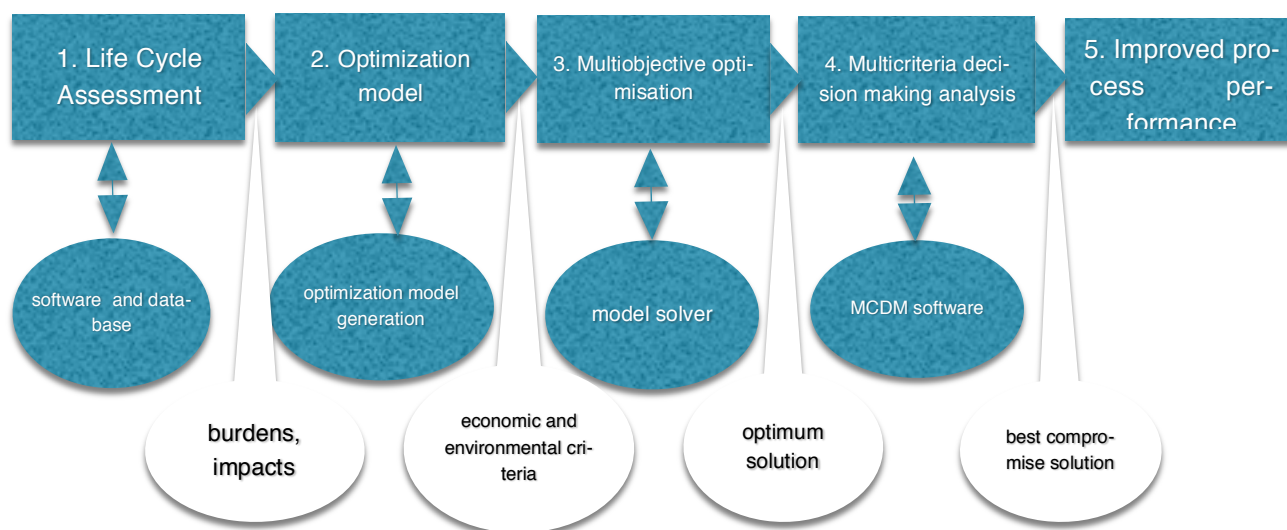 1. Life Cycle
Assessment
2. Optimization
model
3. Multiobjective opti-
misation
4. Multicriteria deci-
sion making analysis
5. Improved pro-
cess per-
formance
software and data-
base
optimization model
generation
model solver
MCDM software
burdens,
impacts
economic and
environmental cri-
teria
optimum
solution
best compro-
mise solution